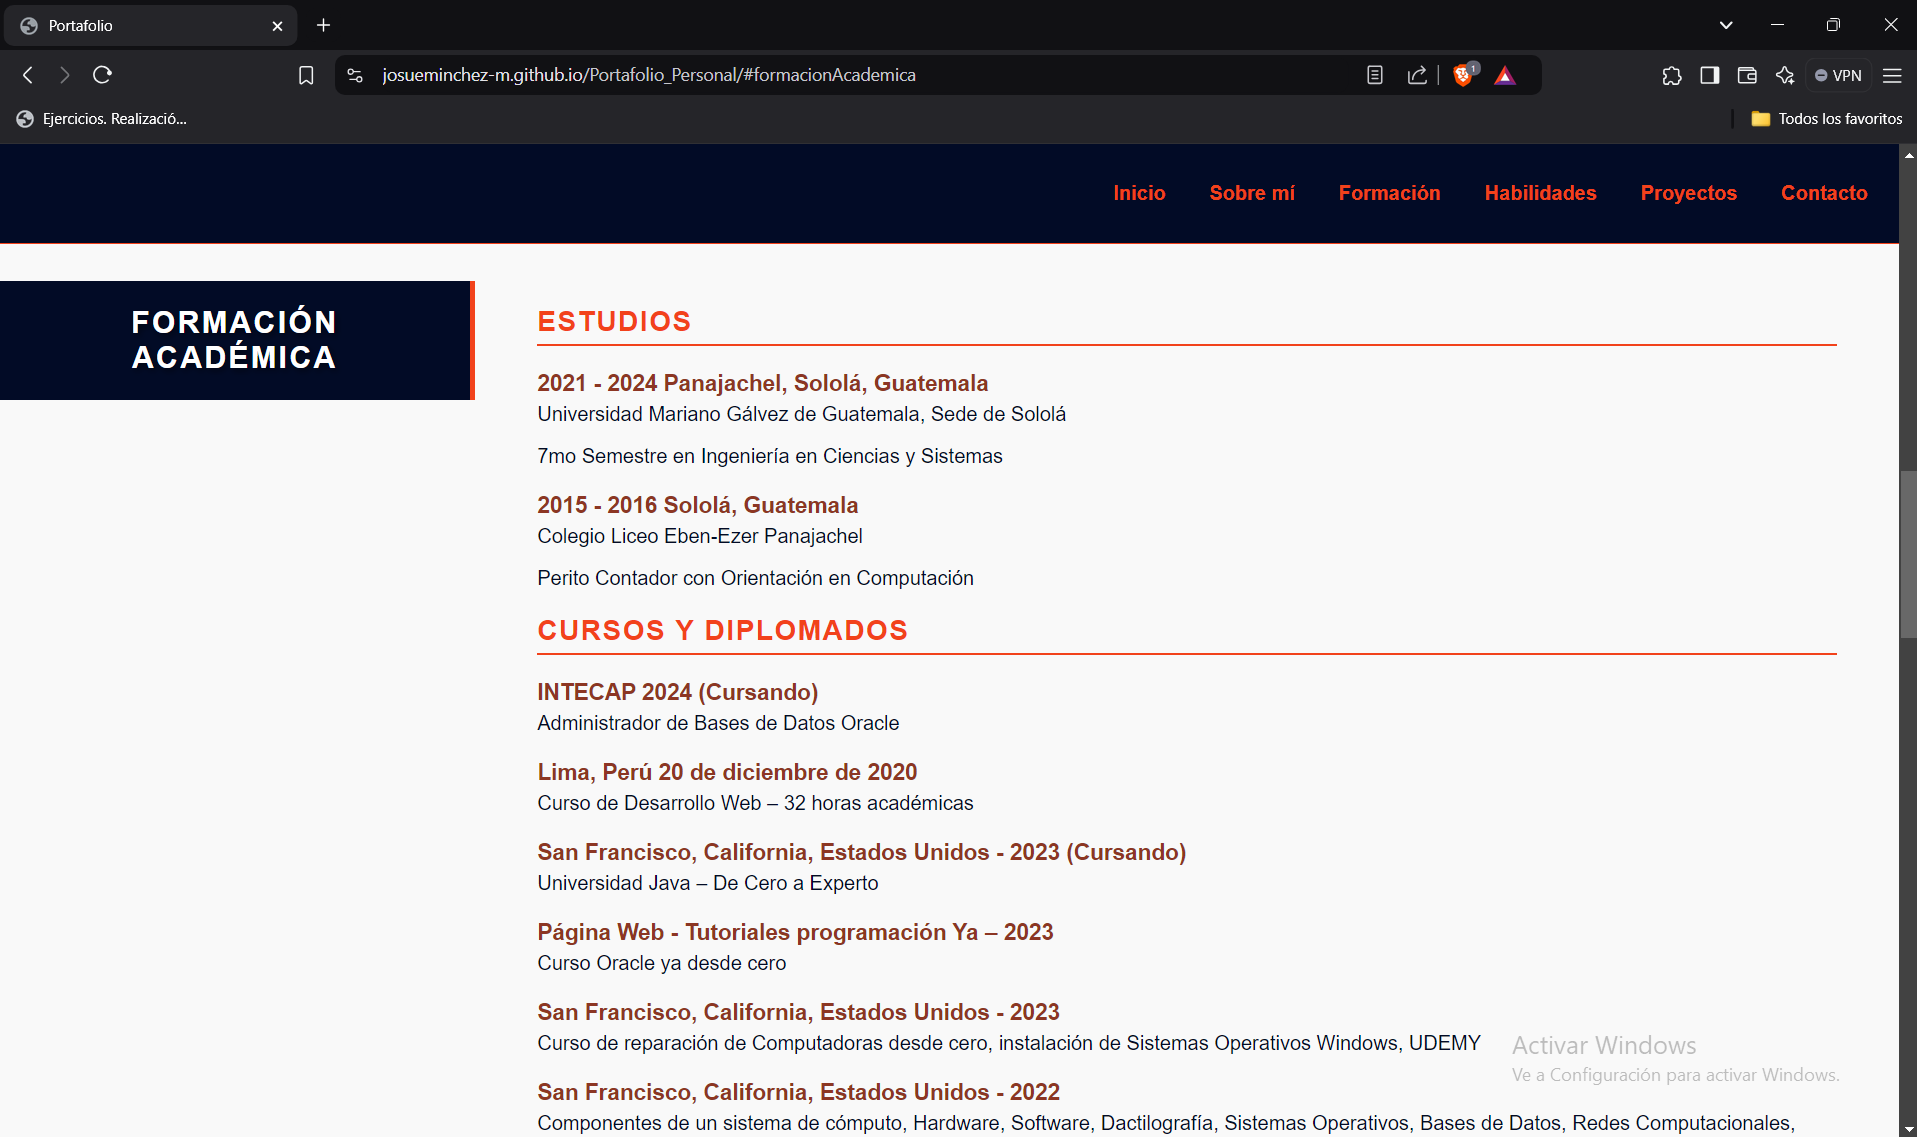 Portafolio
josueminchez-m.github.io/Portafolio_Personal/#formacionAcademica
1
VPN
Ejercicios. Realizació...
Todos los favoritos
Inicio
Sobre mí
Formación
Habilidades
Proyectos
Contacto
FORMACIÓN
ACADÉMICA
ESTUDIOS
2021 - 2024 Panajachel, Sololá, Guatemala
Universidad Mariano Gálvez de Guatemala, Sede de Sololá
7mo Semestre en Ingeniería en Ciencias y Sistemas
2015 - 2016 Sololá, Guatemala
Colegio Liceo Eben-Ezer Panajachel
Perito Contador con Orientación en Computación
CURSOS Y DIPLOMADOS
INTECAP 2024 (Cursando)
Administrador de Bases de Datos Oracle
Lima, Perú 20 de diciembre de 2020
Curso de Desarrollo Web – 32 horas académicas
San Francisco, California, Estados Unidos - 2023 (Cursando)
Universidad Java – De Cero a Experto
Página Web - Tutoriales programación Ya – 2023
Curso Oracle ya desde cero
San Francisco, California, Estados Unidos - 2023
Curso de reparación de Computadoras desde cero, instalación de Sistemas Operativos Windows, UDEMY
San Francisco, California, Estados Unidos - 2022
Componentes de un sistema de cómputo, Hardware, Software, Dactilografía, Sistemas Operativos, Bases de Datos, Redes Computacionales,
Activar Windows
Ve a Configuración para activar Windows.